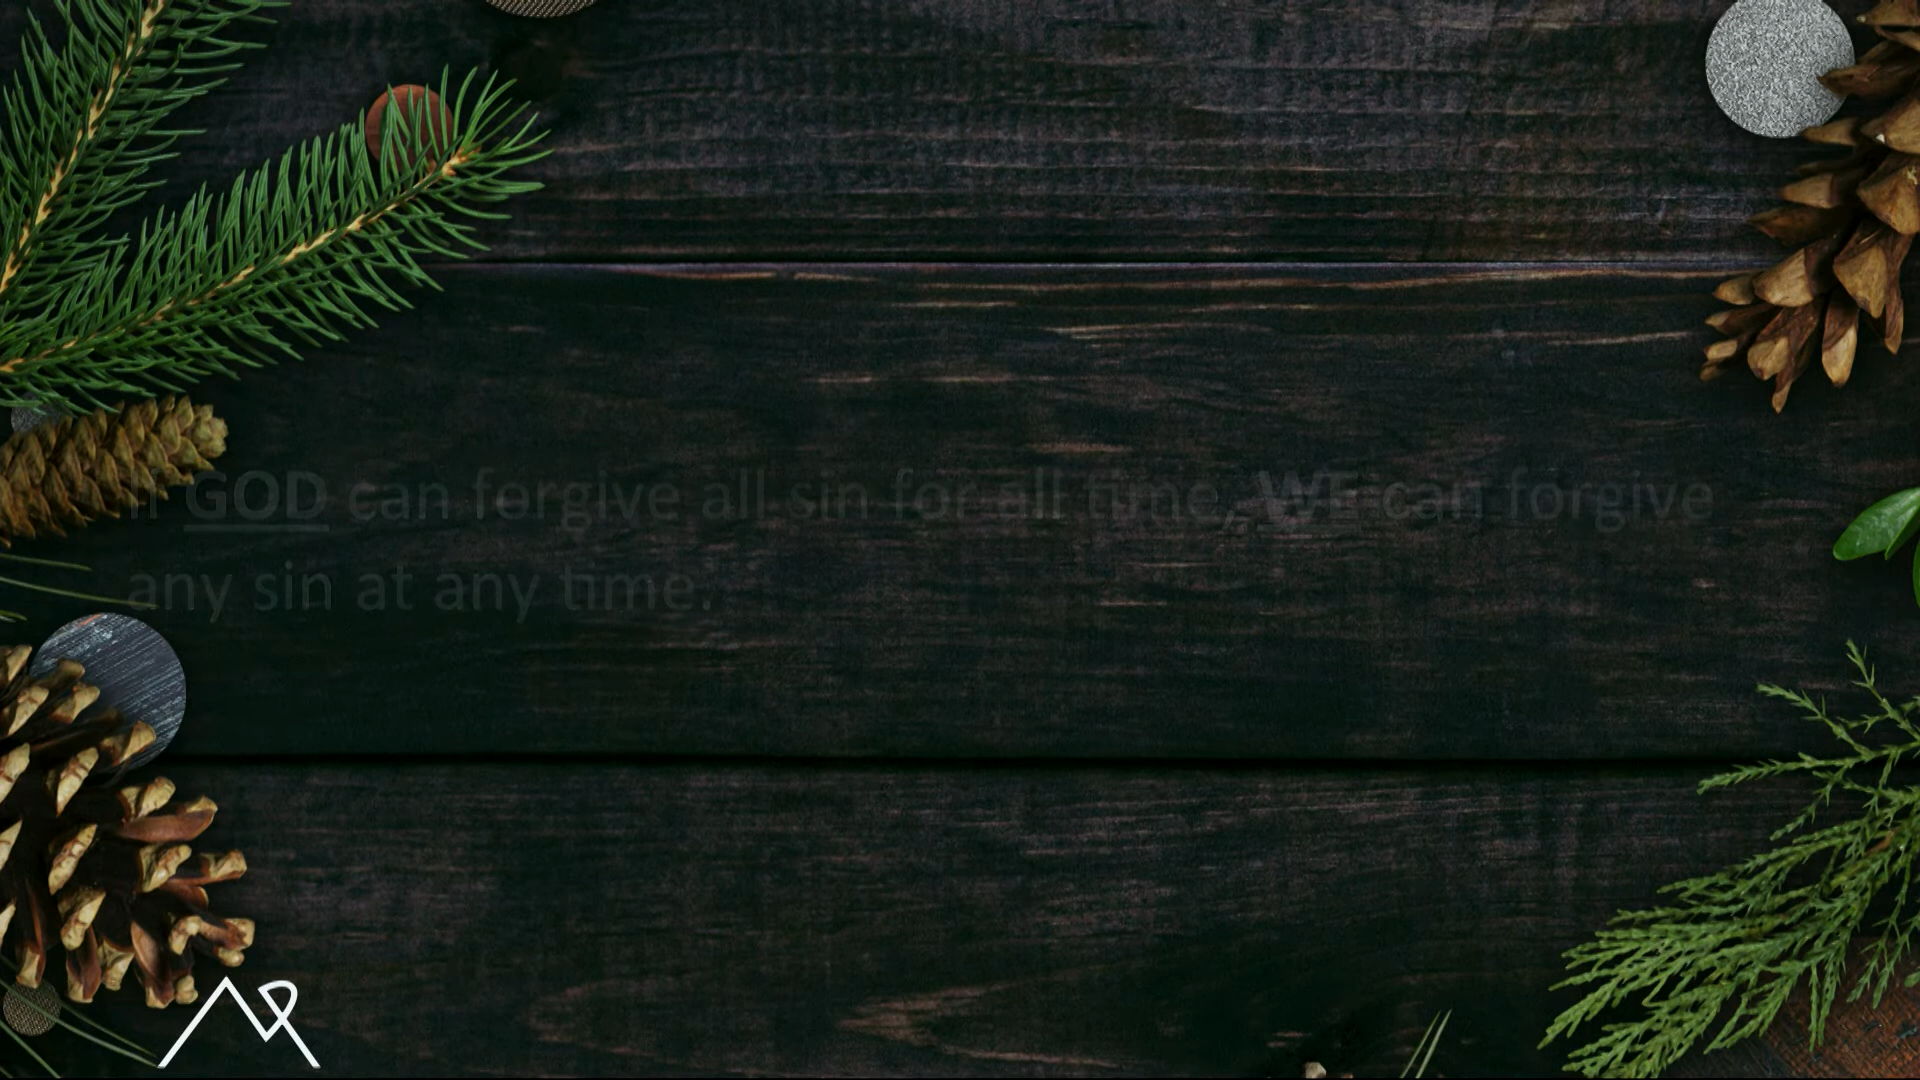 If GOD can forgive all sin for all time, WE can forgive
any sin at any time.